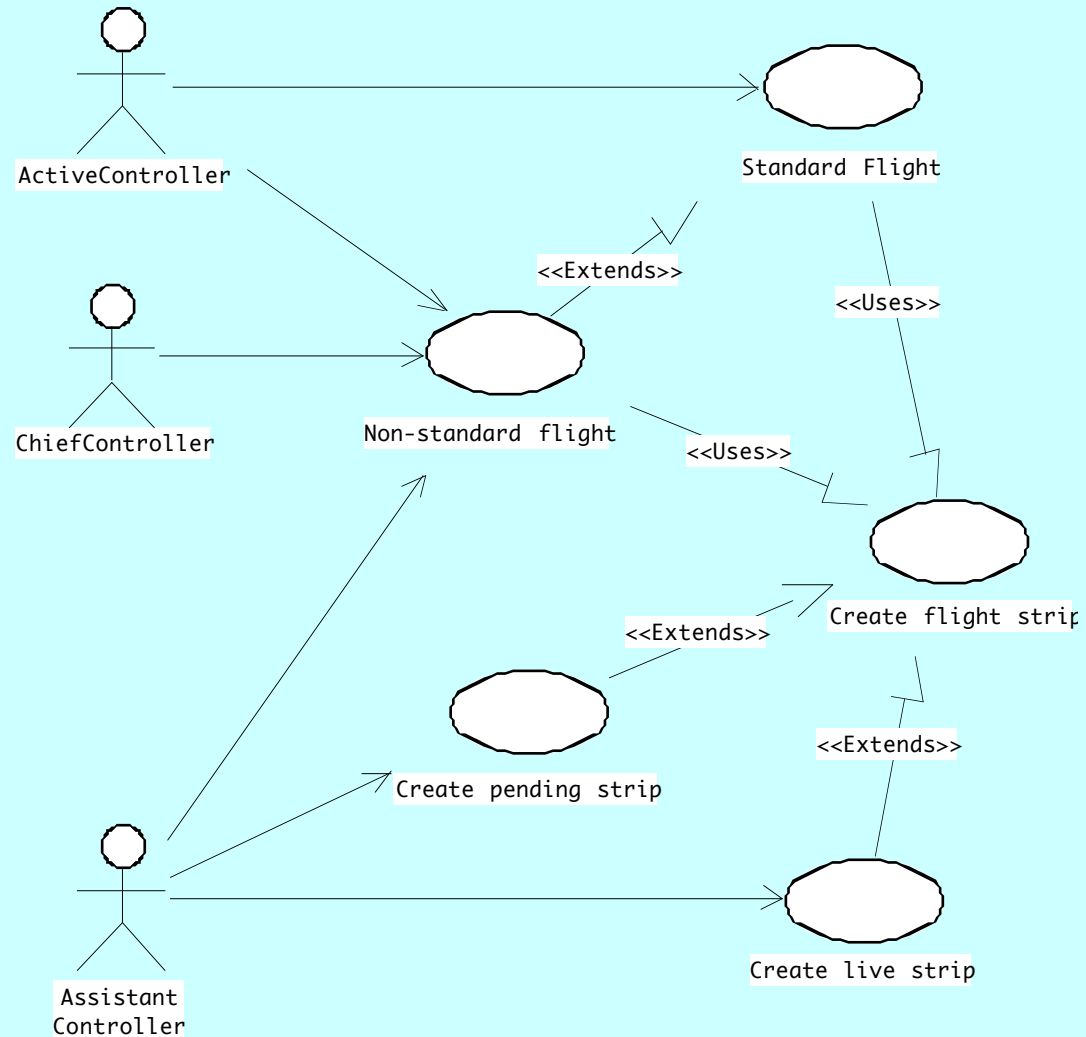 ActiveController
Standard Flight
<<Extends>>
<<Uses>>
ChiefController
Non-standard flight
<<Uses>>
Create flight strip
<<Extends>>
<<Extends>>
Create pending strip
Create live strip
Assistant
Controller